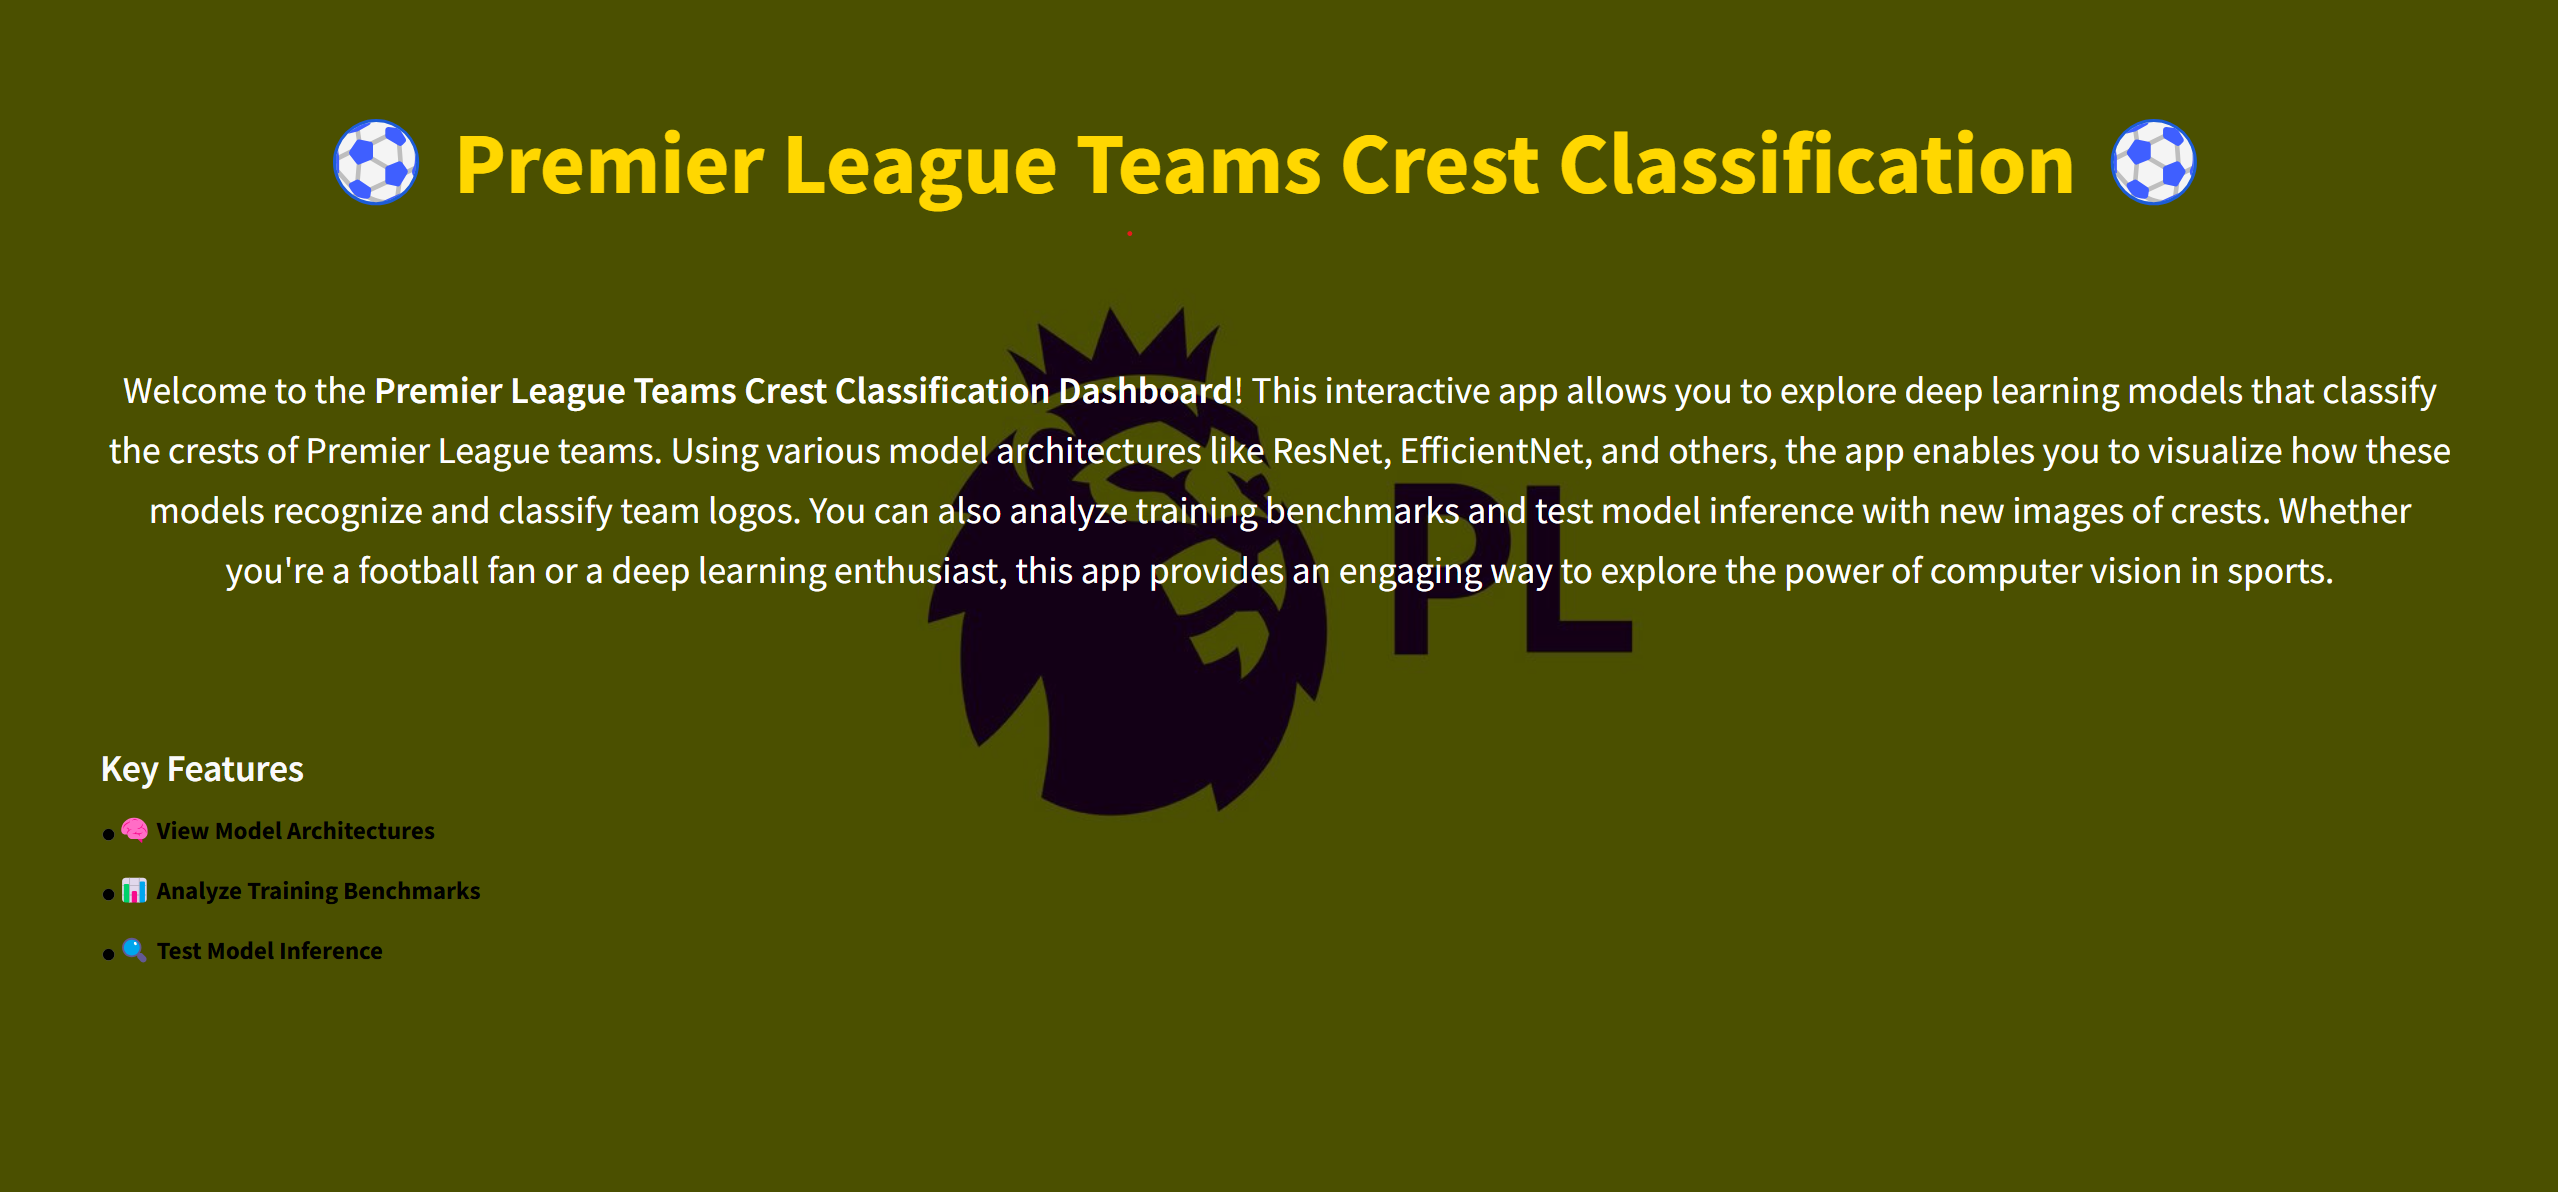 Premier League Teams Crest Classification
Welcome to the Premier League Teams Crest Classification Dashboard! This interactive app allows you to explore deep learning models that classify
the crests of Premier League teams. Using various model architectures like ResNet, EfficientNet, and others, the app enables you to visualize how these
models recognize and classify team logos. You can also analyze training benchmarks and test model inference with new images of crests. Whether
you're a football fan or a deep learning enthusiast, this app provides an engaging way to explore the power of computer vision in sports.
PL
Key Features
View Model Architectures
Analyze Training Benchmarks
Test Model Inference